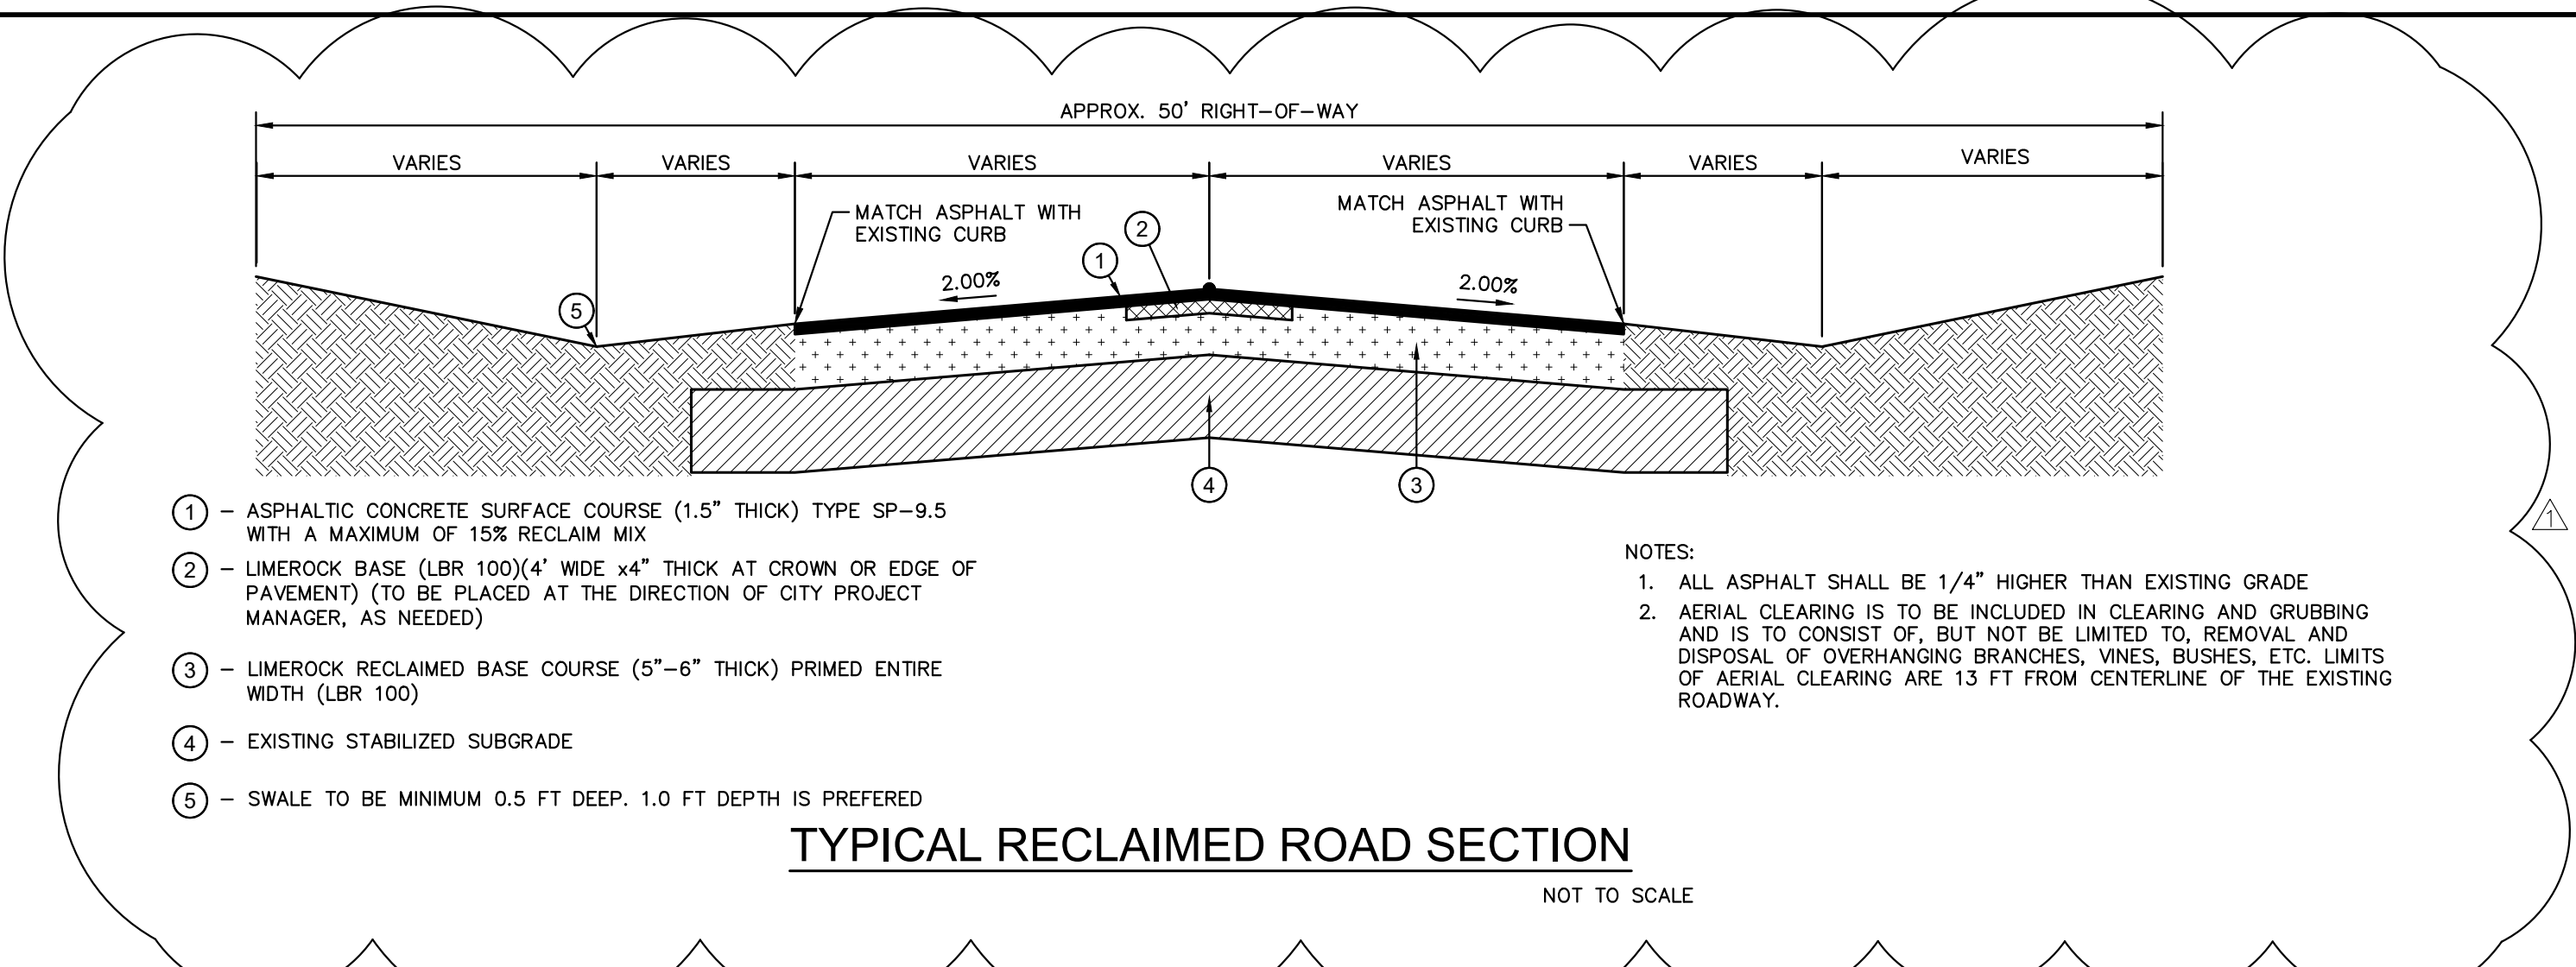 APPROX. 50' RIGHT-OF-WAY
VARIES
VARIES
VARIES
VARIES
VARIES
VARIES
MATCH ASPHALT WITH
EXISTING CURB
MATCH ASPHALT WITH
EXISTING CURB
2
1
5
2.00%
2.00%
4
3
1 - ASPHALTIC CONCRETE SURFACE COURSE (1.5" THICK) TYPE SP-9.5
WITH A MAXIMUM OF 15% RECLAIM MIX
2 - LIMEROCK BASE (LBR 100)(4' WIDE x4" THICK AT CROWN OR EDGE OF
PAVEMENT) (TO BE PLACED AT THE DIRECTION OF CITY PROJECT
MANAGER, AS NEEDED)
3 - LIMEROCK RECLAIMED BASE COURSE (5"-6" THICK) PRIMED ENTIRE
WIDTH (LBR 100)
4 - EXISTING STABILIZED SUBGRADE
5 - SWALE TO BE MINIMUM 0.5 FT DEEP. 1.0 FT DEPTH IS PREFERED
NOTES:
1. ALL ASPHALT SHALL BE 1/4" HIGHER THAN EXISTING GRADE
2. AERIAL CLEARING IS TO BE INCLUDED IN CLEARING AND GRUBBING
AND IS TO CONSIST OF, BUT NOT BE LIMITED TO, REMOVAL AND
DISPOSAL OF OVERHANGING BRANCHES, VINES, BUSHES, ETC. LIMITS
OF AERIAL CLEARING ARE 13 FT FROM CENTERLINE OF THE EXISTING
ROADWAY.
1
TYPICAL RECLAIMED ROAD SECTION
NOT TO SCALE